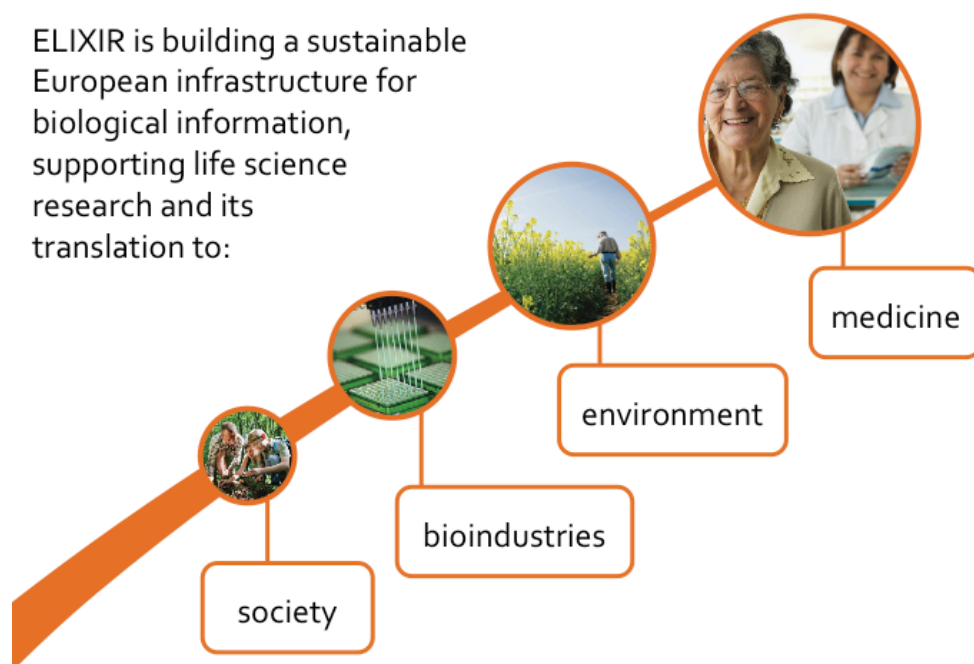 ELIXIR is building a sustainable
European infrastructure for
biological information,
supporting life science
research and its
translation to:
medicine
environment
bioindustries
society